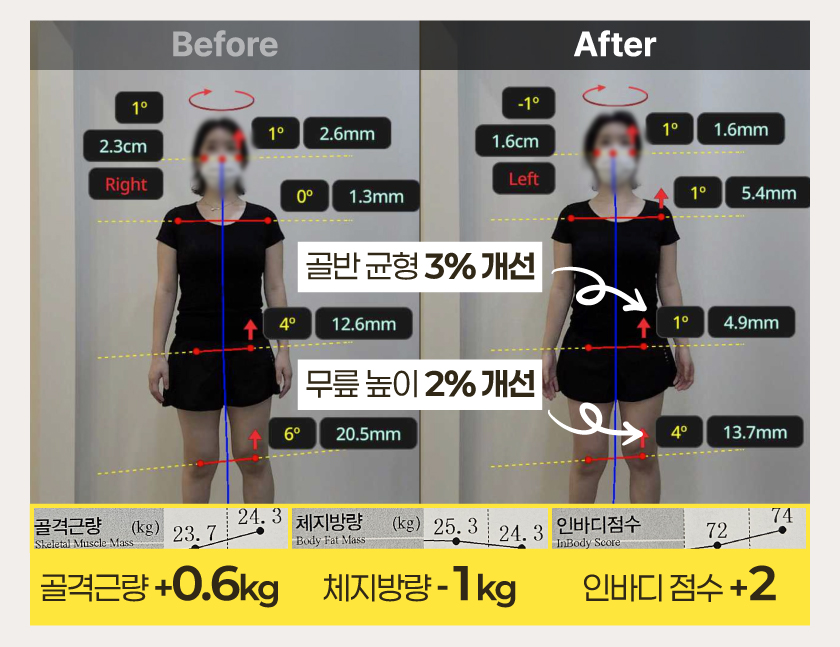 Before
After
1º
2.3cm
Right
1º
2.6mm
0º
1.3mm
4º
12.6mm
6º
20.5mm
-1º
1.6cm
Left
1º
1.6mm
1º
5.4mm
1º
4.9mm
4º
13.7mm
골반 균형 3% 개선
무릎 높이 2% 개선
골격근량 (kg)
Skeletal Muscle Mass
23.7
24.3
체지방량 (kg)
Body Fat Mass
25.3
24.3
인바디점수
InBody Score
72
74
골격근량 +0.6kg
체지방량 -1kg
인바디 점수 +2